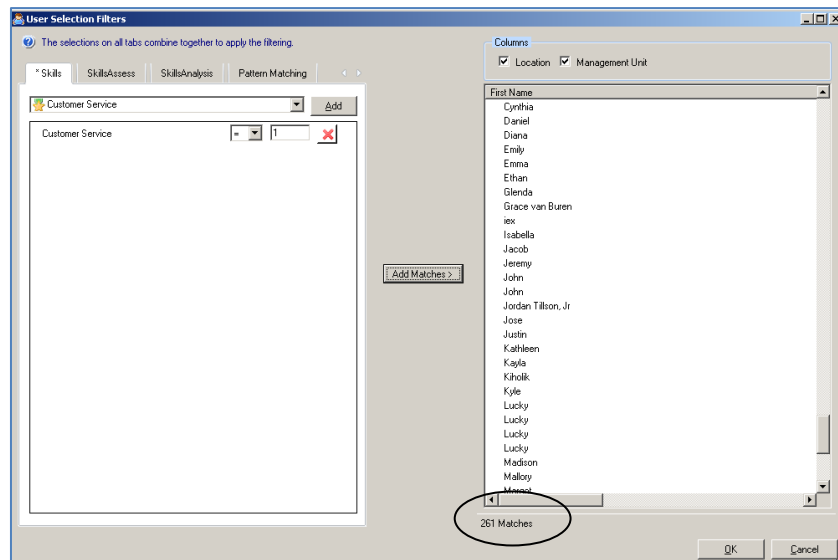 User Selection Filters
The selections on all tabs combine together to apply the filtering.
* Skills SkillsAssess SkillsAnalysis Pattern Matching
Customer Service Add
Customer Service = 1
Add Matches >
Columns
Location Management Unit
First Name
Cynthia
Daniel
Diana
Emily
Emma
Ethan
Glenda
Grace van Buren
iex
Isabella
Jacob
Jeremy
John
John
Jordan Tillson, Jr
Jose
Justin
Kathleen
Kayla
Kiholik
Kyle
Lucky
Lucky
Lucky
Lucky
Madison
Mallory
Margot
261 Matches
OK Cancel